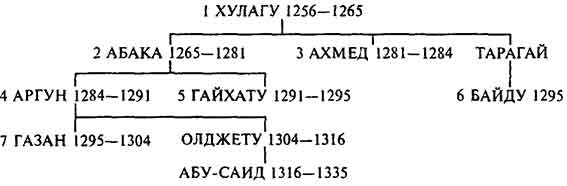 1 ХУЛАГУ 1256—1265
2 АБАКА 1265—1281 3 АХМЕД 1281—1284 ТАРАГАЙ
4 АРГУН 1284—1291 5 ГАЙХАТУ 1291—1295 6 БАЙДУ 1295
7 ГАЗАН 1295—1304 ОЛДЖЕТУ 1304—1316
АБУ-САИД 1316—1335